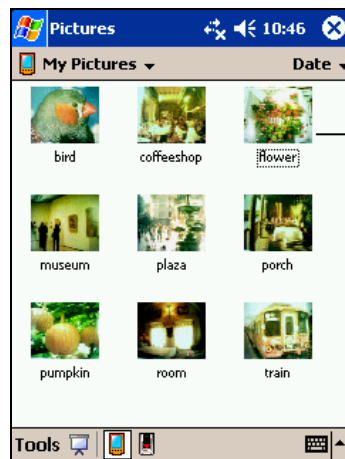 Pictures 10:46
My Pictures Date
bird coffeeshop flower
museum plaza porch
pumpkin room train
Tools